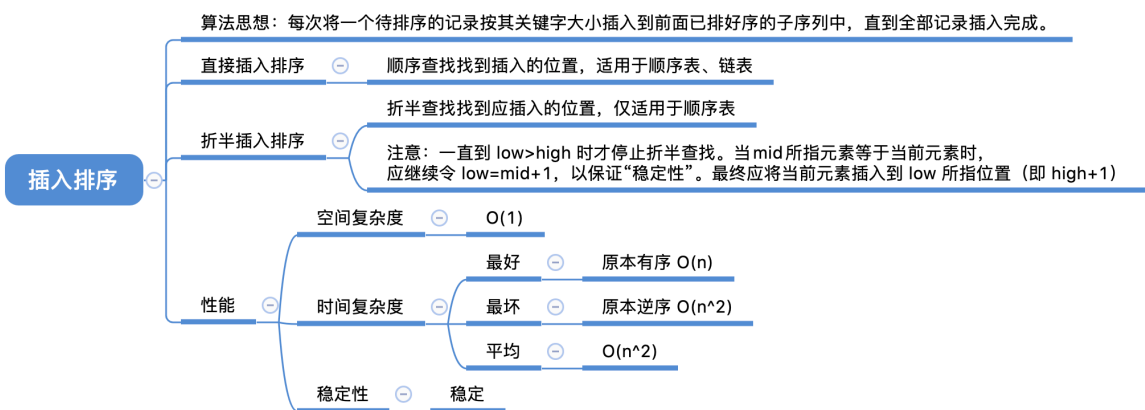 插入排序
算法思想：每次将一个待排序的记录按其关键字大小插入到前面已排好序的子序列中，直到全部记录插入完成。
直接插入排序
顺序查找找到插入的位置，适用于顺序表、链表
折半插入排序
折半查找找到应插入的位置，仅适用于顺序表
注意：一直到 low>high 时才停止折半查找。当mid所指元素等于当前元素时，
应继续令 low=mid+1，以保证“稳定性”。最终应将当前元素插入到 low 所指位置（即 high+1）
性能
空间复杂度
O(1)
时间复杂度
最好
原本有序 O(n)
最坏
原本逆序 O(n^2)
平均
O(n^2)
稳定性
稳定